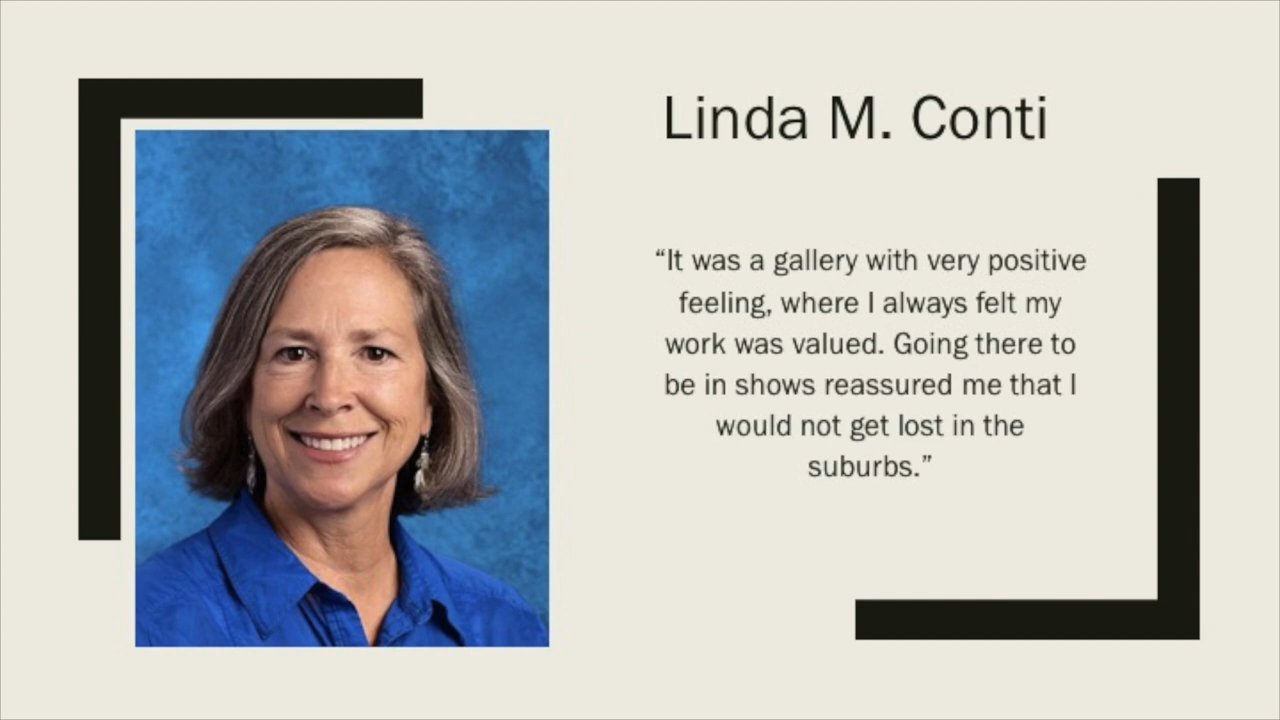 Linda M. Conti
“It was a gallery with very positive
feeling, where I always felt my
work was valued. Going there to
be in shows reassured me that I
would not get lost in the
suburbs.”